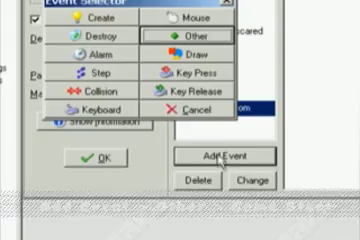 Event Selector
Create Mouse
Destroy Other
Alarm Draw
Step Key Press
Collision Key Release
Keyboard Cancel
Show Information
OK
Add Event
Delete Change